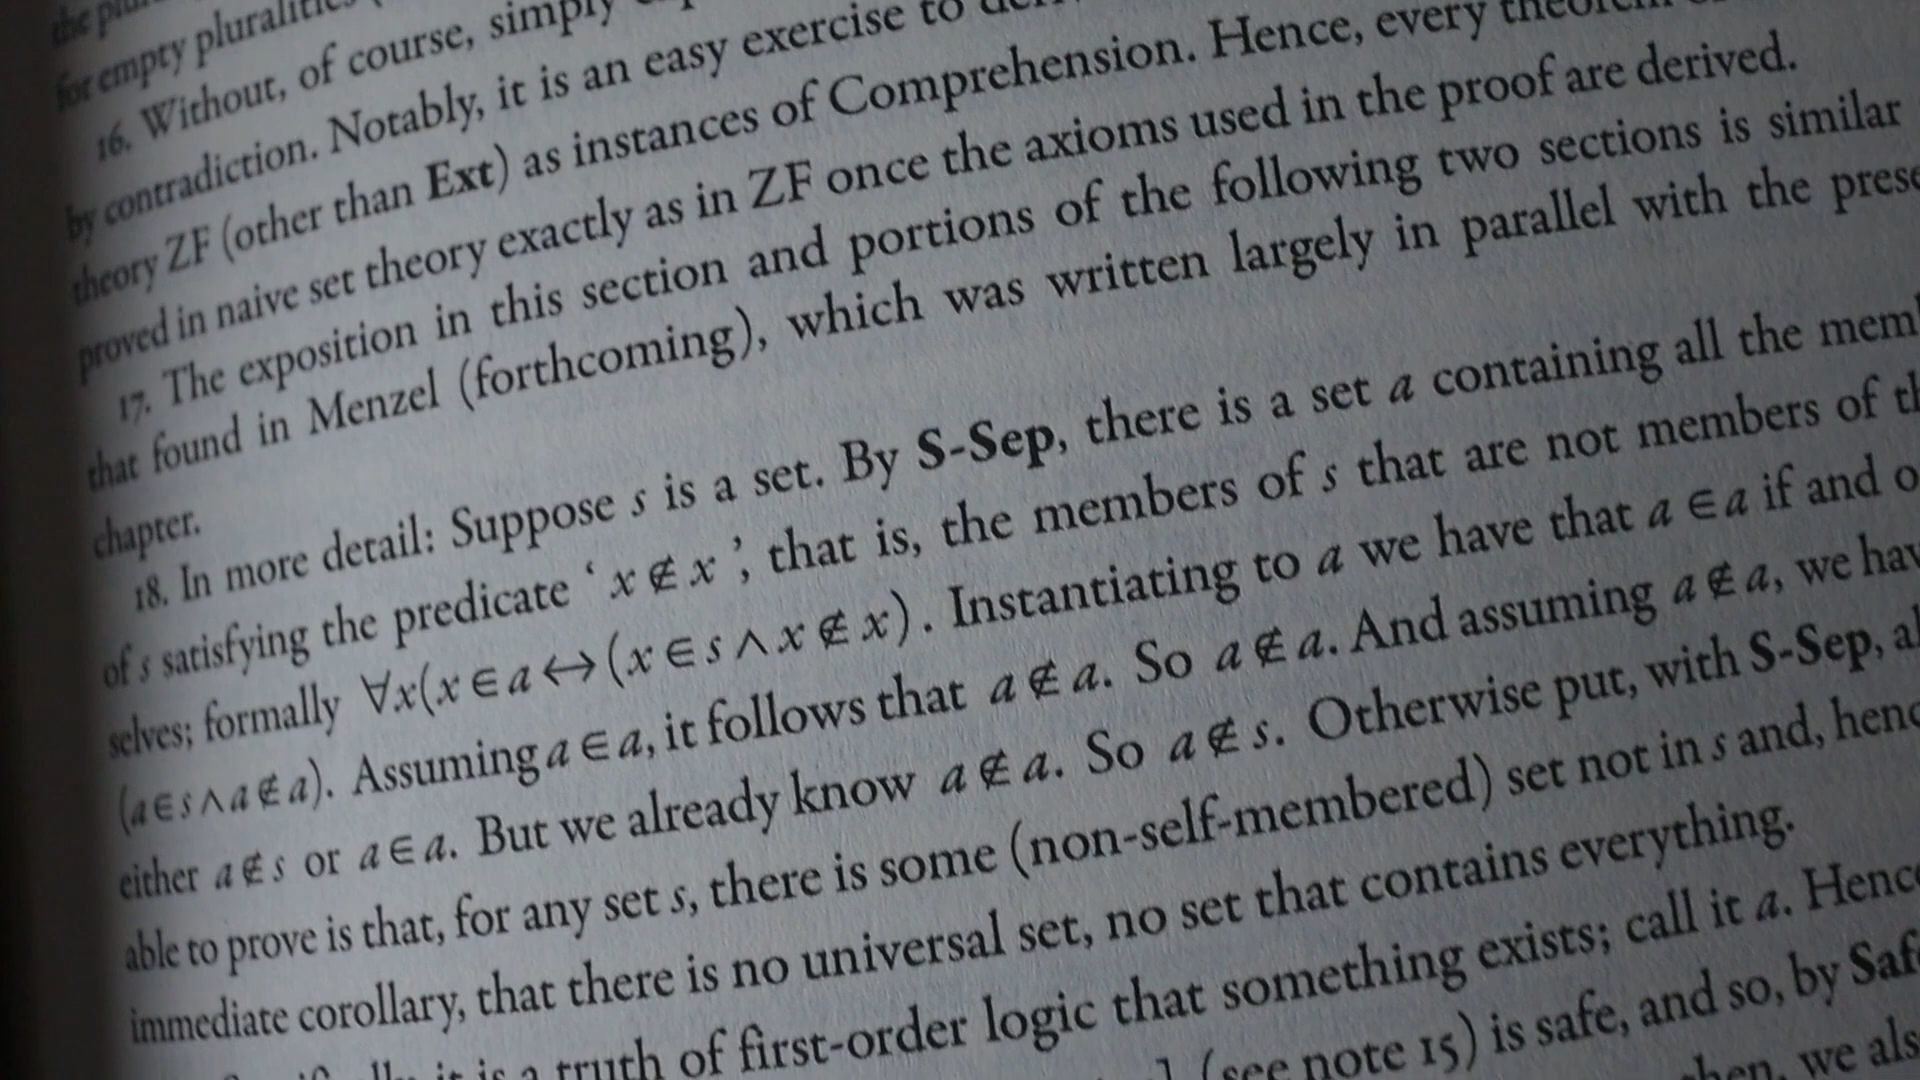 for empty pluralities
16. Without, of course, simply
by contradiction. Notably, it is an easy exercise to
theory ZF (other than Ext) as instances of Comprehension. Hence, every theorem
proved in naive set theory exactly as in ZF once the axioms used in the proof are derived.
17. The exposition in this section and portions of the following two sections is similar
that found in Menzel (forthcoming), which was written largely in parallel with the prese
chapter.
18. In more detail: Suppose s is a set. By S-Sep, there is a set a containing all the mem
of s satisfying the predicate ‘x ∉ x’, that is, the members of s that are not members of th
selves; formally ∀x(x ∈ a ↔ (x ∈ s ∧ x ∉ x). Instantiating to a we have that a ∈ a if and o
(a ∈ s ∧ a ∉ a). Assuming a ∈ a, it follows that a ∉ a. So a ∉ a. And assuming a ∉ a, we hav
either a ∉ s or a ∈ a. But we already know a ∉ a. So a ∉ s. Otherwise put, with S-Sep, al
able to prove is that, for any set s, there is some (non-self-membered) set not in s and, henc
immediate corollary, that there is no universal set, no set that contains everything.
it is a truth of first-order logic that something exists; call it a. Hence
(see note 15) is safe, and so, by Safe
we als